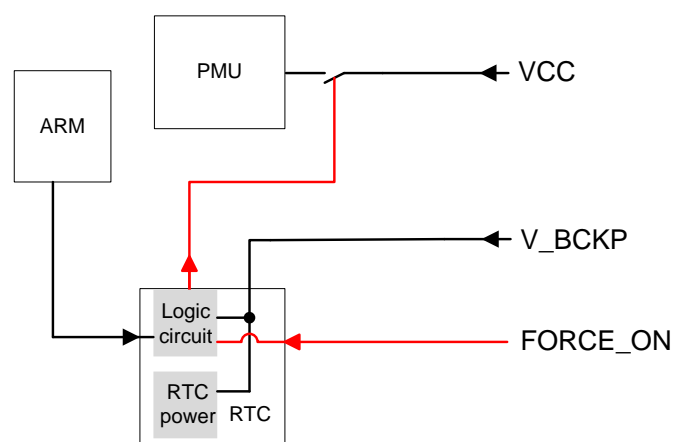 PMU
VCC
ARM
V_BCKP
Logic
circuit
FORCE_ON
RTC
power
RTC